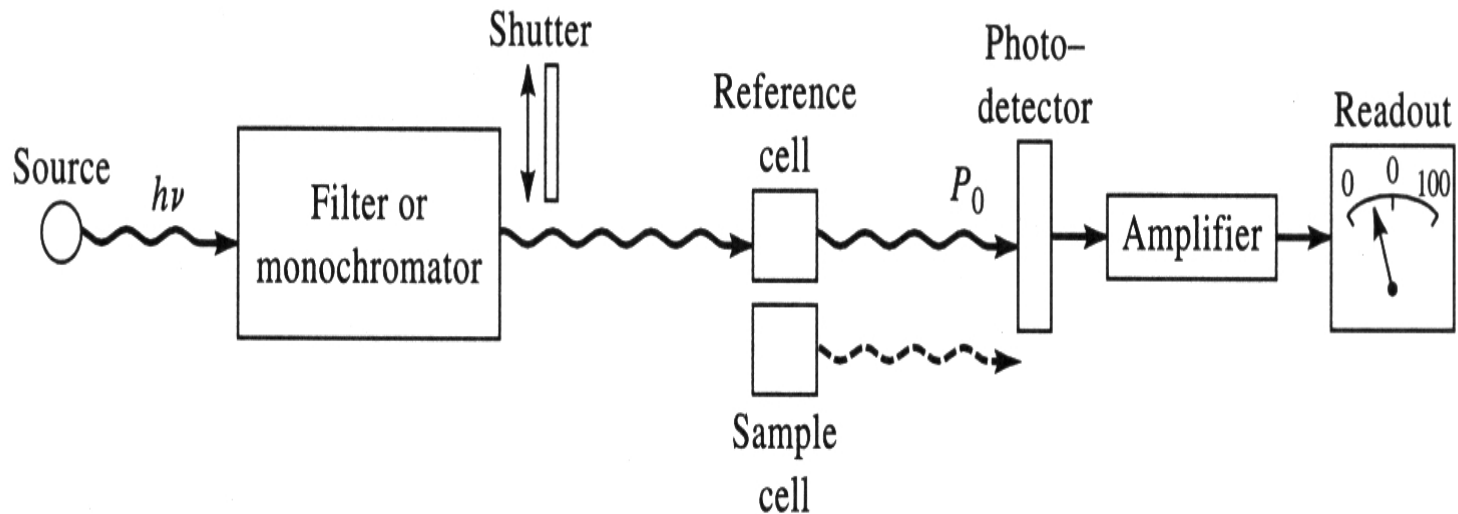 Source
hν
Filter or
monochromator
Shutter
Reference
cell
Sample
cell
P0
Photo–
detector
Amplifier
Readout
0 0 100